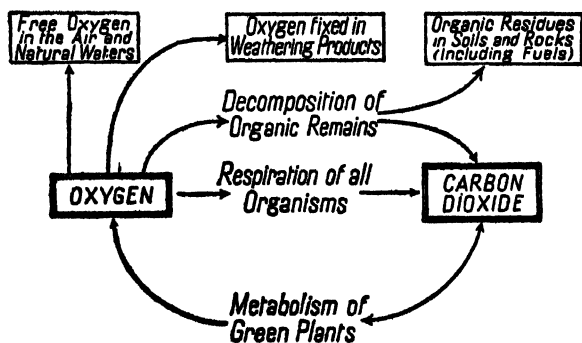 Free Oxygen
in the Air and
Natural Waters
Oxygen fixed in
Weathering Products
Organic Residues
in Soils and Rocks
(Including Fuels)
Decomposition of
Organic Remains
OXYGEN
Respiration of all
Organisms
CARBON
DIOXIDE
Metabolism of
Green Plants